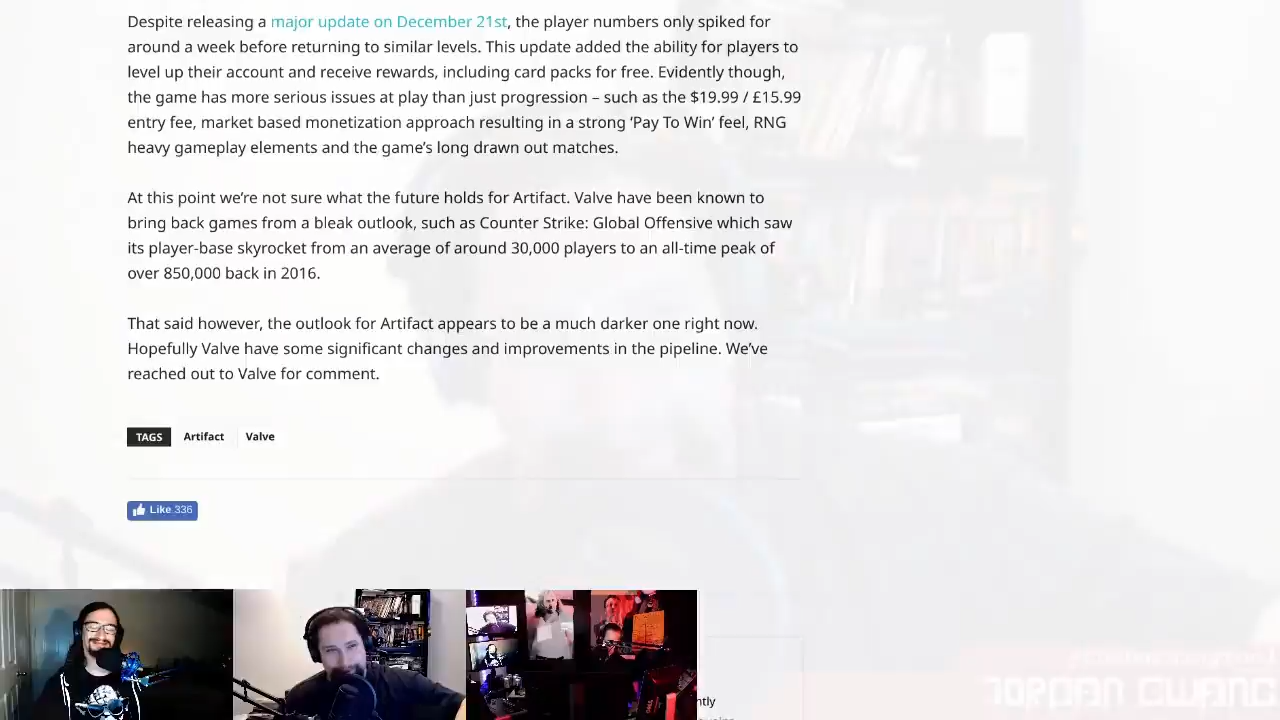 Despite releasing a major update on December 21st, the player numbers only spiked for
around a week before returning to similar levels. This update added the ability for players to
level up their account and receive rewards, including card packs for free. Evidently though,
the game has more serious issues at play than just progression – such as the $19.99 / £15.99
entry fee, market based monetization approach resulting in a strong ‘Pay To Win’ feel, RNG
heavy gameplay elements and the game’s long drawn out matches.
At this point we’re not sure what the future holds for Artifact. Valve have been known to
bring back games from a bleak outlook, such as Counter Strike: Global Offensive which saw
its player-base skyrocket from an average of around 30,000 players to an all-time peak of
over 850,000 back in 2016.
That said however, the outlook for Artifact appears to be a much darker one right now.
Hopefully Valve have some significant changes and improvements in the pipeline. We’ve
reached out to Valve for comment.
TAGS Artifact Valve
Like 336